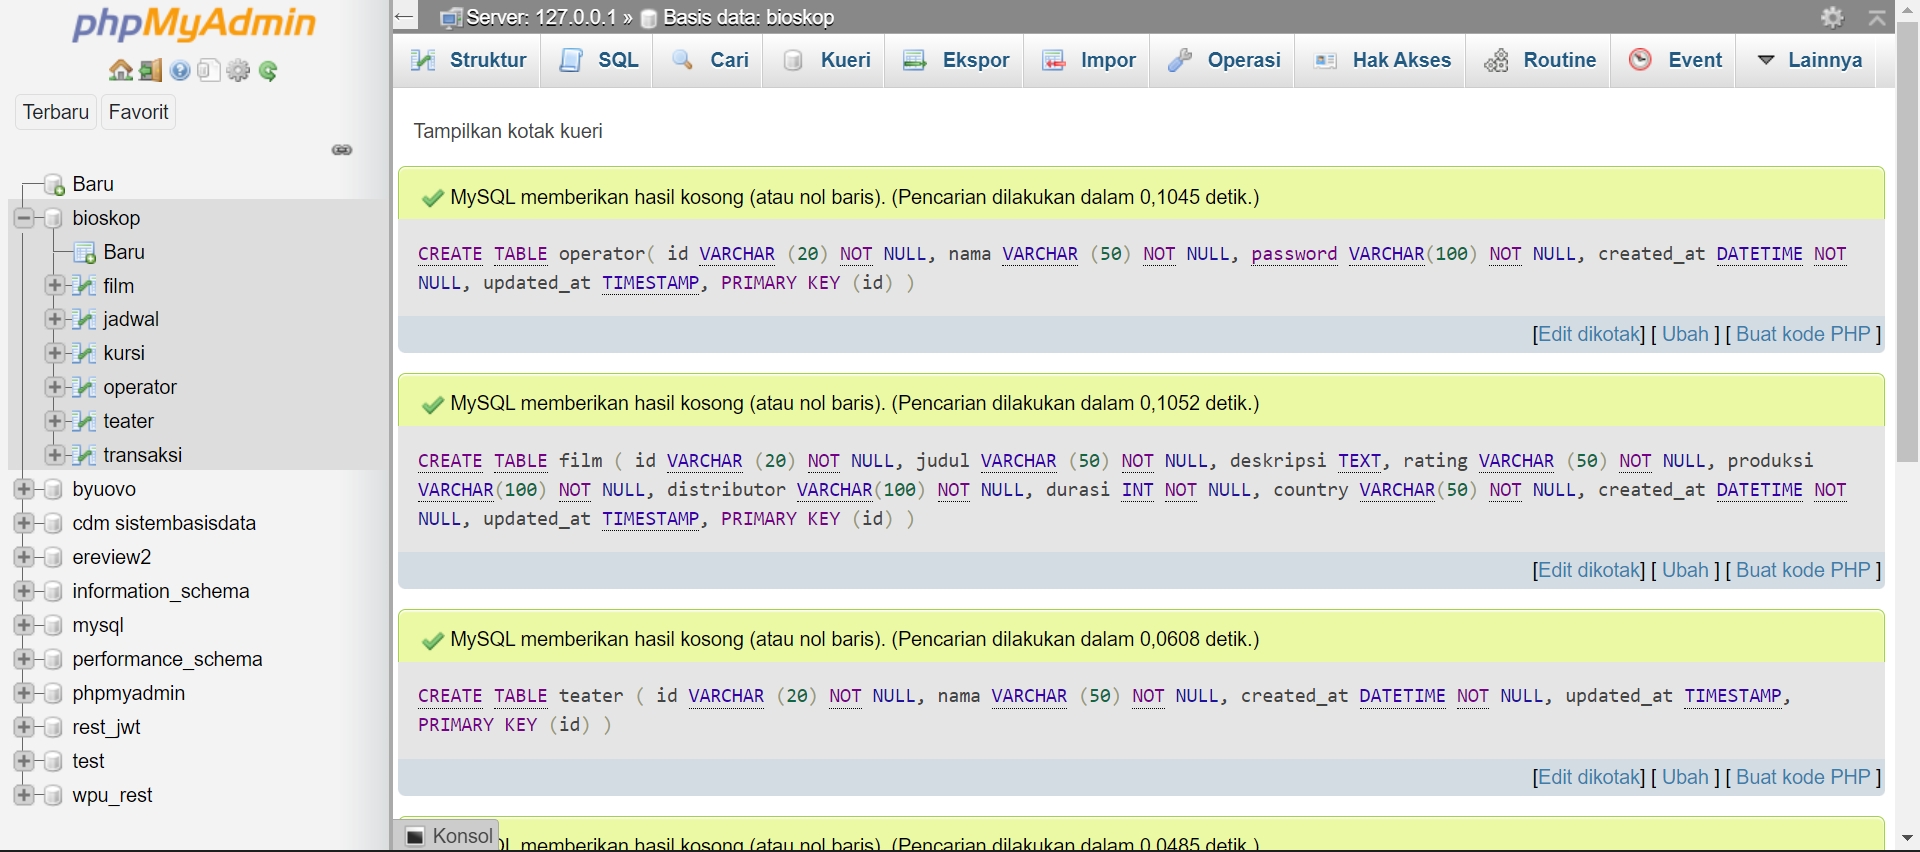 phpMyAdmin
Terbaru Favorit
Baru
bioskop
Baru
film
jadwal
kursi
operator
teater
transaksi
byuovo
cdm sistembasisdata
ereview2
information_schema
mysql
performance_schema
phpmyadmin
rest_jwt
test
wpu_rest
Server: 127.0.0.1 » Basis data: bioskop
Struktur SQL Cari Kueri Ekspor Impor Operasi Hak Akses Routine Event Lainnya
Tampilkan kotak kueri
MySQL memberikan hasil kosong (atau nol baris). (Pencarian dilakukan dalam 0,1045 detik.)
CREATE TABLE operator( id VARCHAR (20) NOT NULL, nama VARCHAR (50) NOT NULL, password VARCHAR(100) NOT NULL, created_at DATETIME NOT
NULL, updated_at TIMESTAMP, PRIMARY KEY (id) )
[Edit dikotak] [ Ubah ] [ Buat kode PHP ]
MySQL memberikan hasil kosong (atau nol baris). (Pencarian dilakukan dalam 0,1052 detik.)
CREATE TABLE film ( id VARCHAR (20) NOT NULL, judul VARCHAR (50) NOT NULL, deskripsi TEXT, rating VARCHAR (50) NOT NULL, produksi
VARCHAR(100) NOT NULL, distributor VARCHAR(100) NOT NULL, durasi INT NOT NULL, country VARCHAR(50) NOT NULL, created_at DATETIME NOT
NULL, updated_at TIMESTAMP, PRIMARY KEY (id) )
[Edit dikotak] [ Ubah ] [ Buat kode PHP ]
MySQL memberikan hasil kosong (atau nol baris). (Pencarian dilakukan dalam 0,0608 detik.)
CREATE TABLE teater ( id VARCHAR (20) NOT NULL, nama VARCHAR (50) NOT NULL, created_at DATETIME NOT NULL, updated_at TIMESTAMP,
PRIMARY KEY (id) )
[Edit dikotak] [ Ubah ] [ Buat kode PHP ]
Konsol
memberikan hasil kosong (atau nol baris). (Pencarian dilakukan dalam 0,0485 detik.)